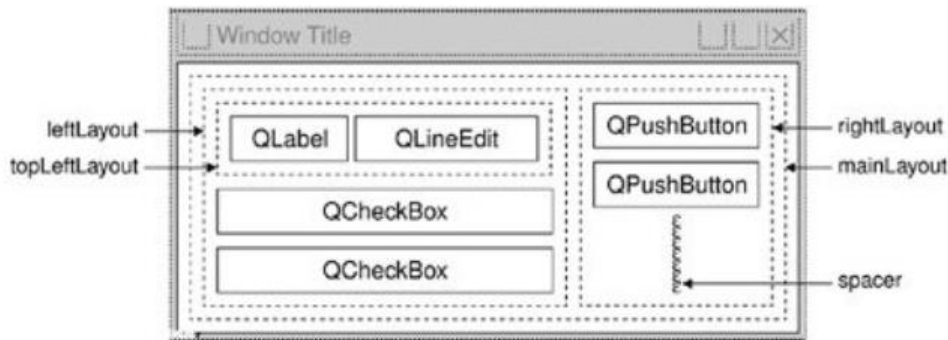 Window Title
leftLayout
topLeftLayout
QLabel
QLineEdit
QCheckBox
QCheckBox
QPushButton
QPushButton
rightLayout
mainLayout
spacer